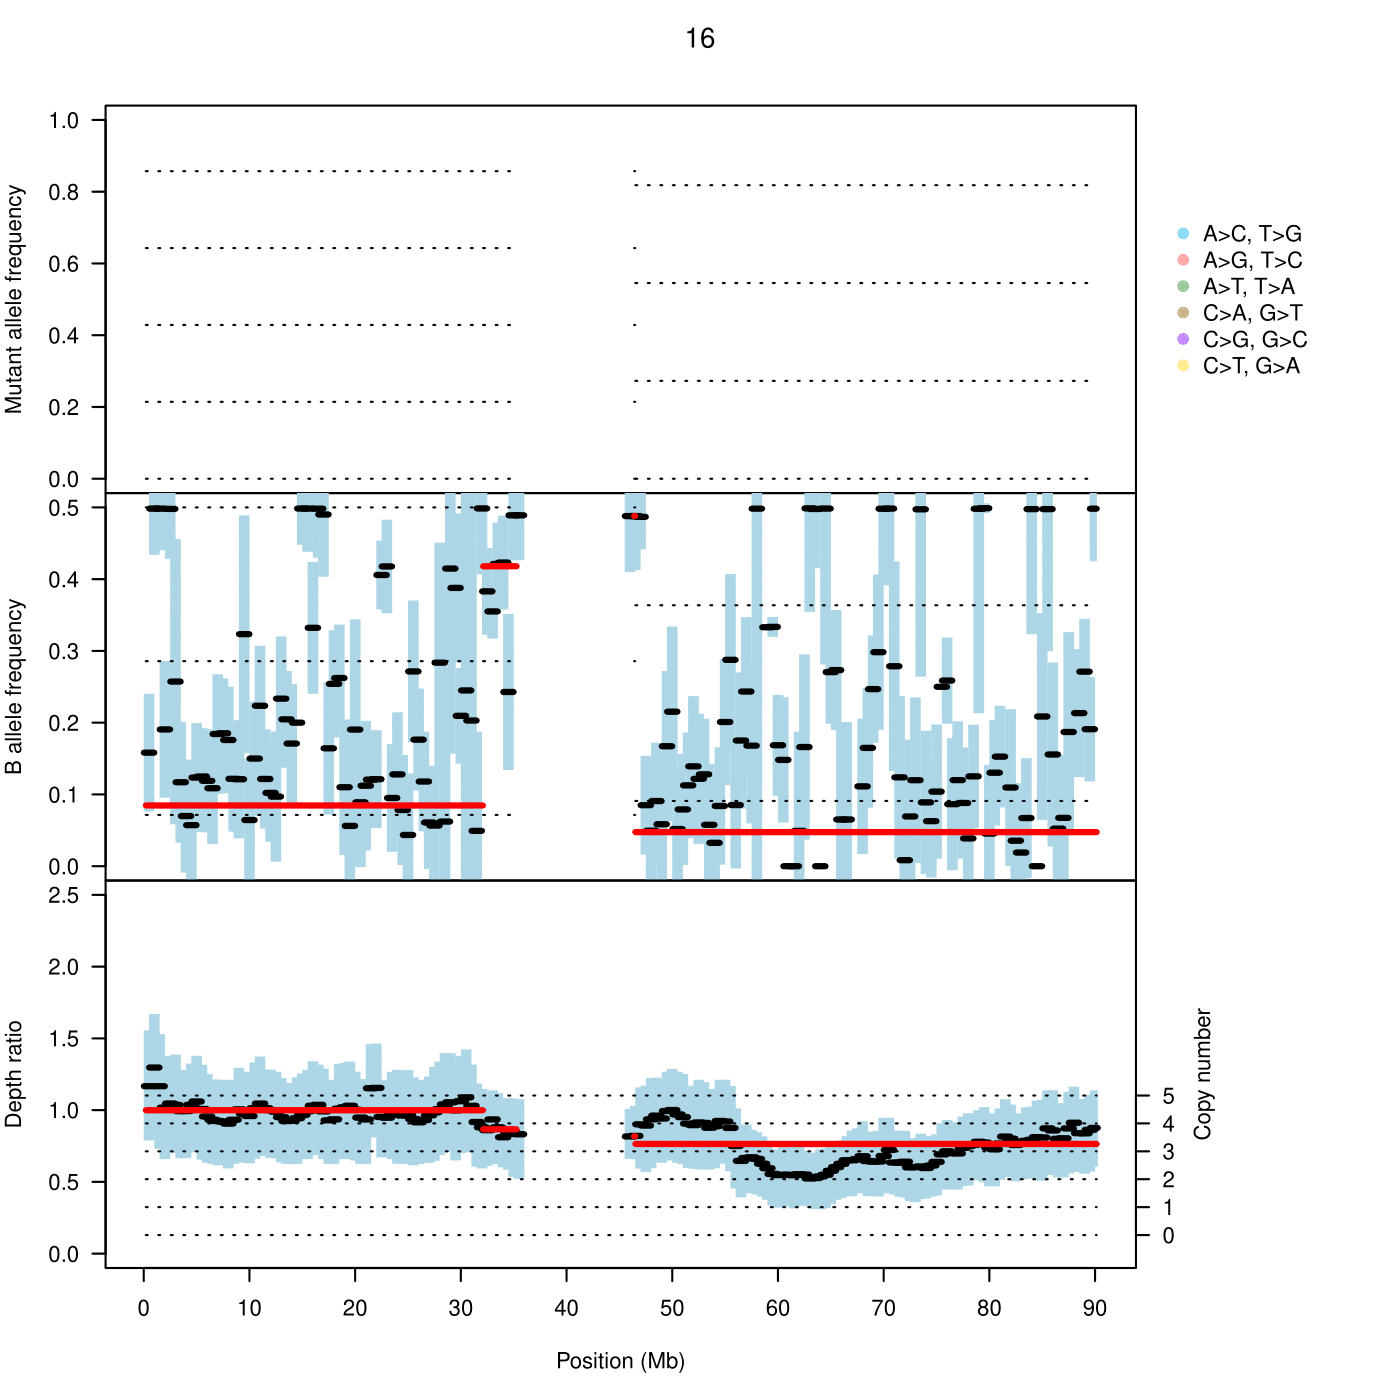 16
Mutant allele frequency
1.0
0.8
0.6
0.4
0.2
0.0
A>C, T>G
A>G, T>C
A>T, T>A
C>A, G>T
C>G, G>C
C>T, G>A
B allele frequency
0.5
0.4
0.3
0.2
0.1
0.0
Depth ratio
2.5
2.0
1.5
1.0
0.5
0.0
Copy number
5
4
3
2
1
0
0 10 20 30 40 50 60 70 80 90
Position (Mb)